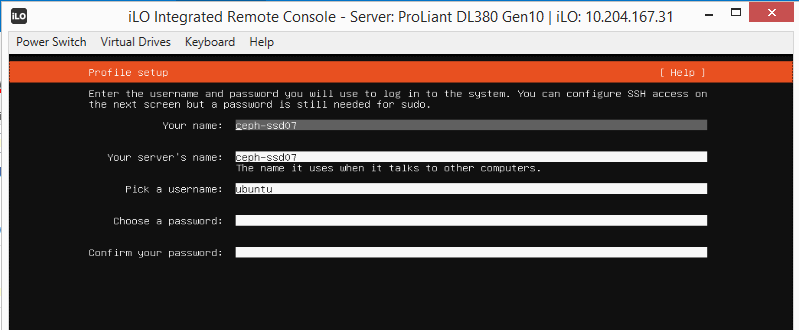 iLO iLO Integrated Remote Console - Server: ProLiant DL380 Gen10 | iLO: 10.204.167.31
Power Switch Virtual Drives Keyboard Help
Profile setup [ Help ]
Enter the username and password you will use to log in to the system. You can configure SSH access on
the next screen but a password is still needed for sudo.
Your name: ceph-ssd07
Your server's name: ceph-ssd07
The name it uses when it talks to other computers.
Pick a username: ubuntu
Choose a password:
Confirm your password: